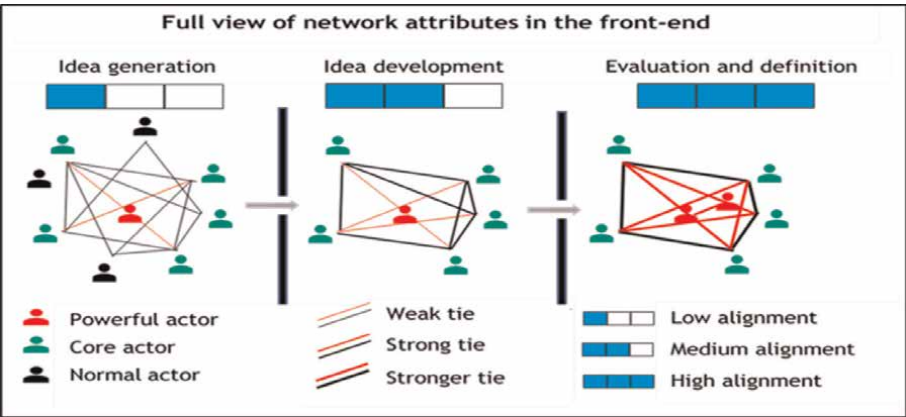 Full view of network attributes in the front-end
Idea generation
Idea development
Evaluation and definition
Powerful actor
Core actor
Normal actor
Weak tie
Strong tie
Stronger tie
Low alignment
Medium alignment
High alignment